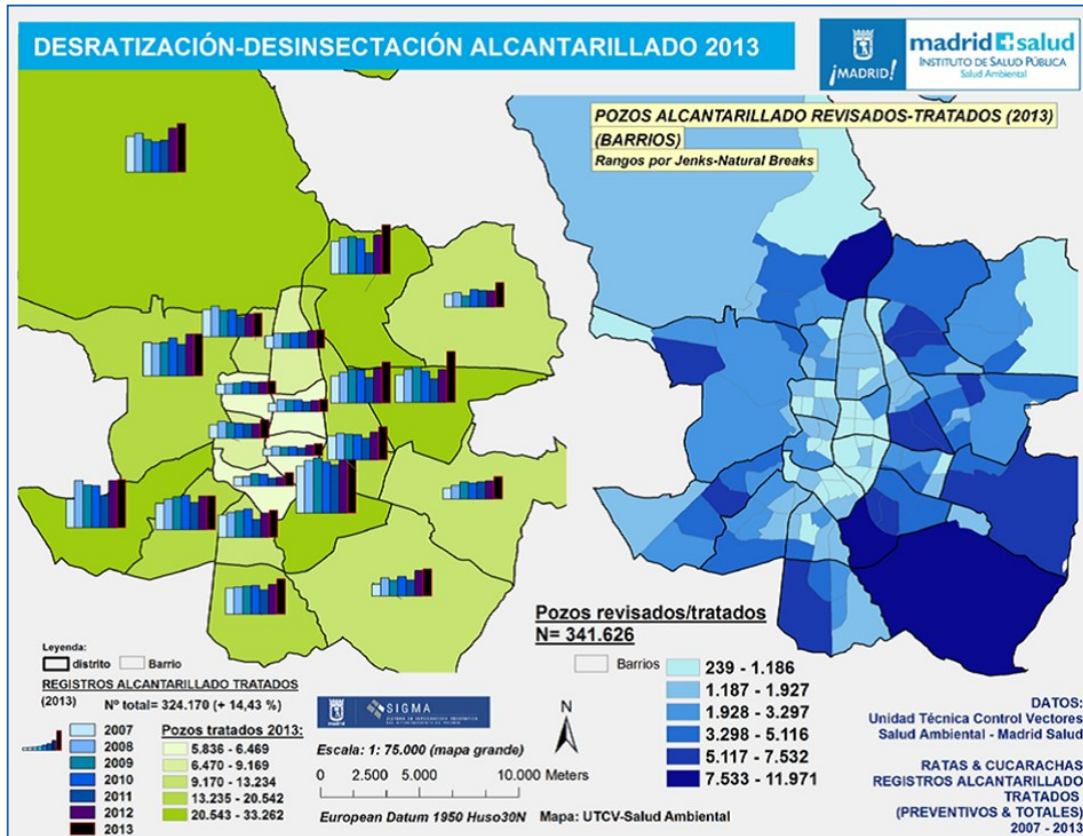 DESRATIZACIÓN-DESINSECTACIÓN ALCANTARILLADO 2013
¡MADRID!
madrid+salud
INSTITUTO DE SALUD PÚBLICA
Salud Ambiental
POZOS ALCANTARILLADO REVISADOS-TRATADOS (2013)
(BARRIOS)
Rangos por Jenks-Natural Breaks
Leyenda:
distrito Barrio
REGISTROS ALCANTARILLADO TRATADOS
(2013) Nº total= 324.170 (+ 14,43 %)
2007
2008
2009
2010
2011
2012
2013
Pozos tratados 2013:
5.836 - 6.469
6.470 - 9.169
9.170 - 13.234
13.235 - 20.542
20.543 - 33.262
SIGMA
Escala: 1: 75.000 (mapa grande)
N
0 2.500 5.000 10.000 Meters
European Datum 1950 Huso30N Mapa: UTCV-Salud Ambiental
Pozos revisados/tratados
N= 341.626
Barrios
239 - 1.186
1.187 - 1.927
1.928 - 3.297
3.298 - 5.116
5.117 - 7.532
7.533 - 11.971
DATOS:
Unidad Técnica Control Vectores
Salud Ambiental - Madrid Salud
RATAS & CUCARACHAS
REGISTROS ALCANTARILLADO
TRATADOS
(PREVENTIVOS & TOTALES)
2007 - 2013